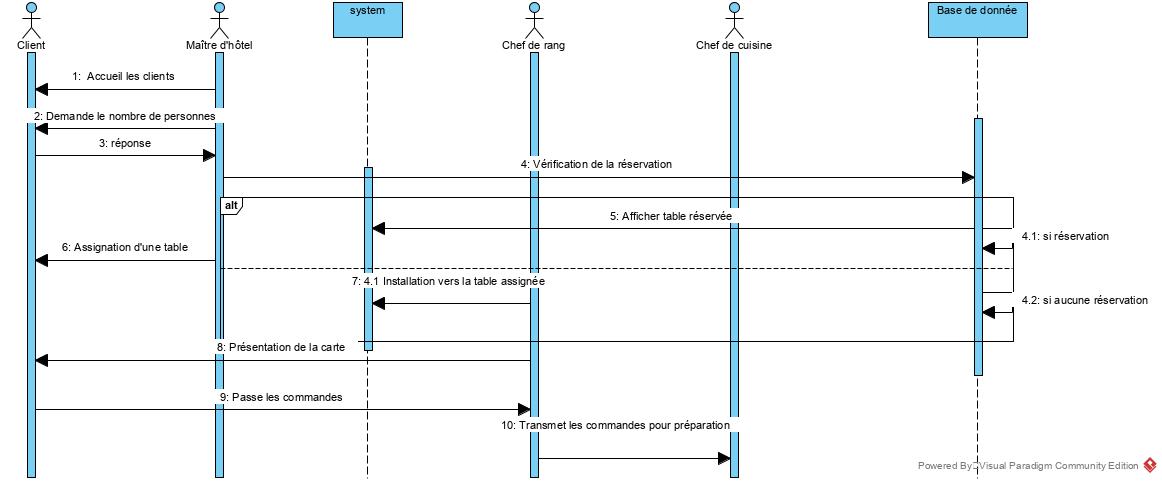 system
Base de donnée
Client
Maître d'hôtel
Chef de rang
Chef de cuisine
1: Accueil les clients
2: Demande le nombre de personnes
3: réponse
4: Vérification de la réservation
alt
5: Afficher table réservée
4.1: si réservation
6: Assignation d'une table
7: 4.1 Installation vers la table assignée
4.2: si aucune réservation
8: Présentation de la carte
9: Passe les commandes
10: Transmet les commandes pour préparation
Powered By Visual Paradigm Community Edition